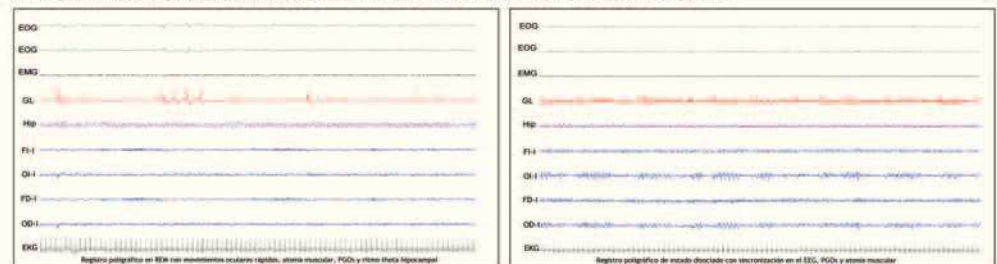 EOG
EOG
EMG
GL
Hip
FI-I
OI-I
FD-I
OD-I
EKG
Registro poligráfico en REM con movimientos oculares rápidos, atonía muscular, PGOs y ritmo theta hipocampal
EOG
EOG
EMG
GL
Hip
FI-I
OI-I
FD-I
OD-I
EKG
Registro poligráfico de estado disociado con sincronización en el EEG, PGOs y atonía muscular